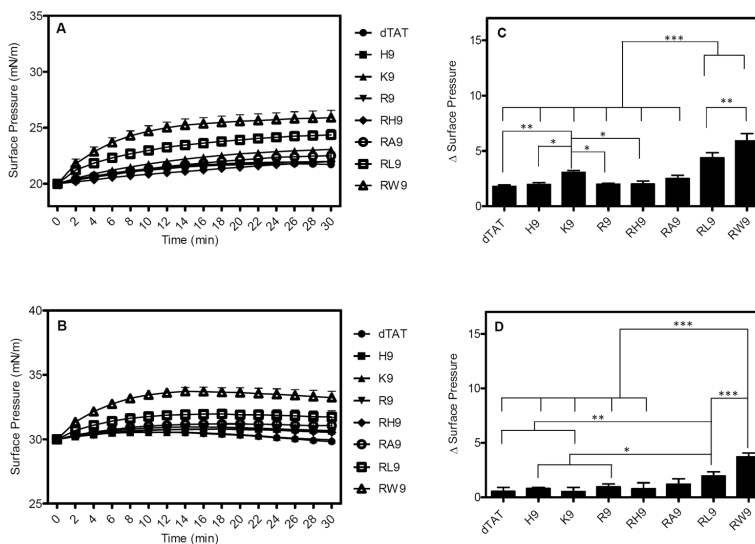 A
Surface Pressure (mN/m)
35
30
25
20
0 2 4 6 8 10 12 14 16 18 20 22 24 26 28 30
Time (min)
dTAT
H9
K9
R9
RH9
RA9
RL9
RW9
C
Δ Surface Pressure
15
10
5
0
***
**
**
*
*
*
dTAT H9 K9 R9 RH9 RA9 RL9 RW9
B
Surface Pressure (mN/m)
40
35
30
25
0 2 4 6 8 10 12 14 16 18 20 22 24 26 28 30
Time (min)
dTAT
H9
K9
R9
RH9
RA9
RL9
RW9
D
Δ Surface Pressure
15
10
5
0
***
***
**
*
dTAT H9 K9 R9 RH9 RA9 RL9 RW9